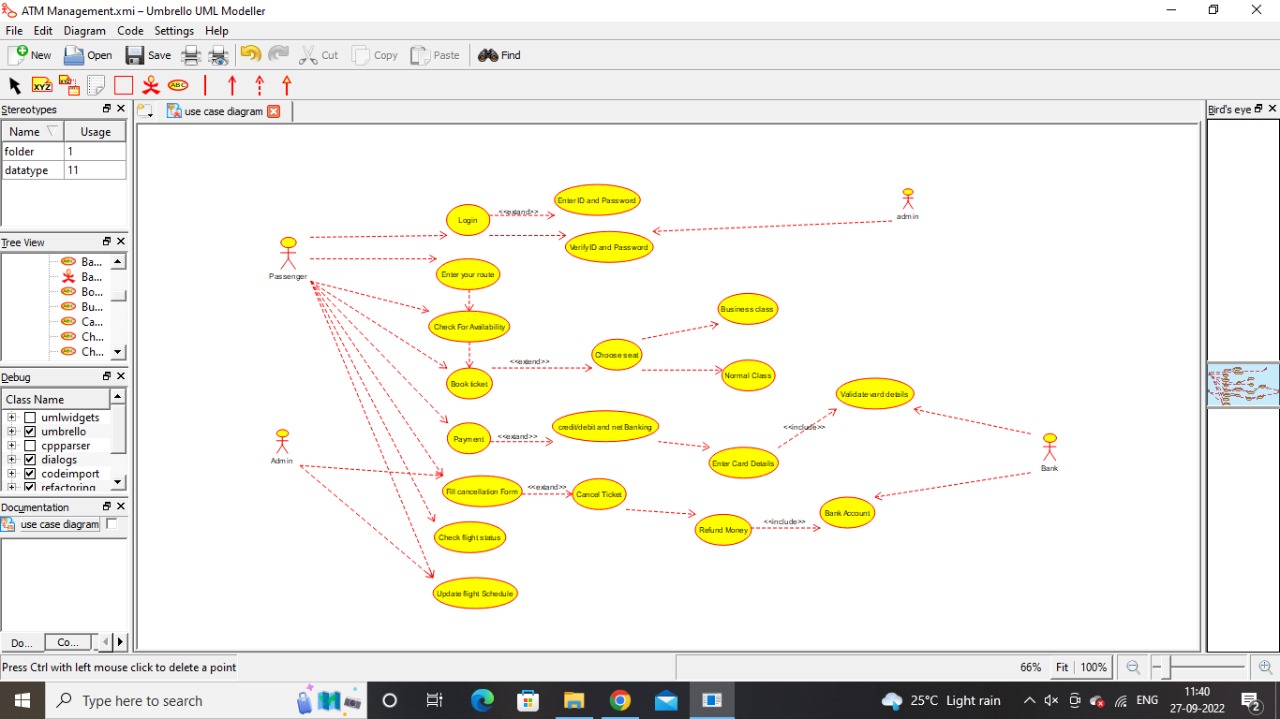 ATM Management.xmi – Umbrello UML Modeller
File Edit Diagram Code Settings Help
New Open Save Cut Copy Paste Find
XYZ ABC
Stereotypes
Name Usage
folder 1
datatype 11
Tree View
Ba...
Ba...
Bo...
Bu...
Ca...
Ch...
Ch...
Debug
Class Name
umlwidgets
umbrello
cppparser
dialogs
codeimport
refactoring
Documentation
use case diagram
Do... Co...
use case diagram
Bird's eye
Enter ID and Password
<<extand>>
Login
admin
Verify ID and Password
Passenger
Enter your route
Business class
Check For Availability
<<extend>>
Choose seat
Book ticket
Normal Class
Validate vard details
credit/debit and net Banking
<<include>>
Payment
<<extand>>
Admin
Enter Card Details
Bank
Fill cancellation Form
<<extand>>
Cancel Ticket
Bank Account
Refund Money
<<include>>
Check flight status
Update flight Schedule
Press Ctrl with left mouse click to delete a point
66% Fit 100%
Type here to search
25°C Light rain
ENG
11:40
27-09-2022
2